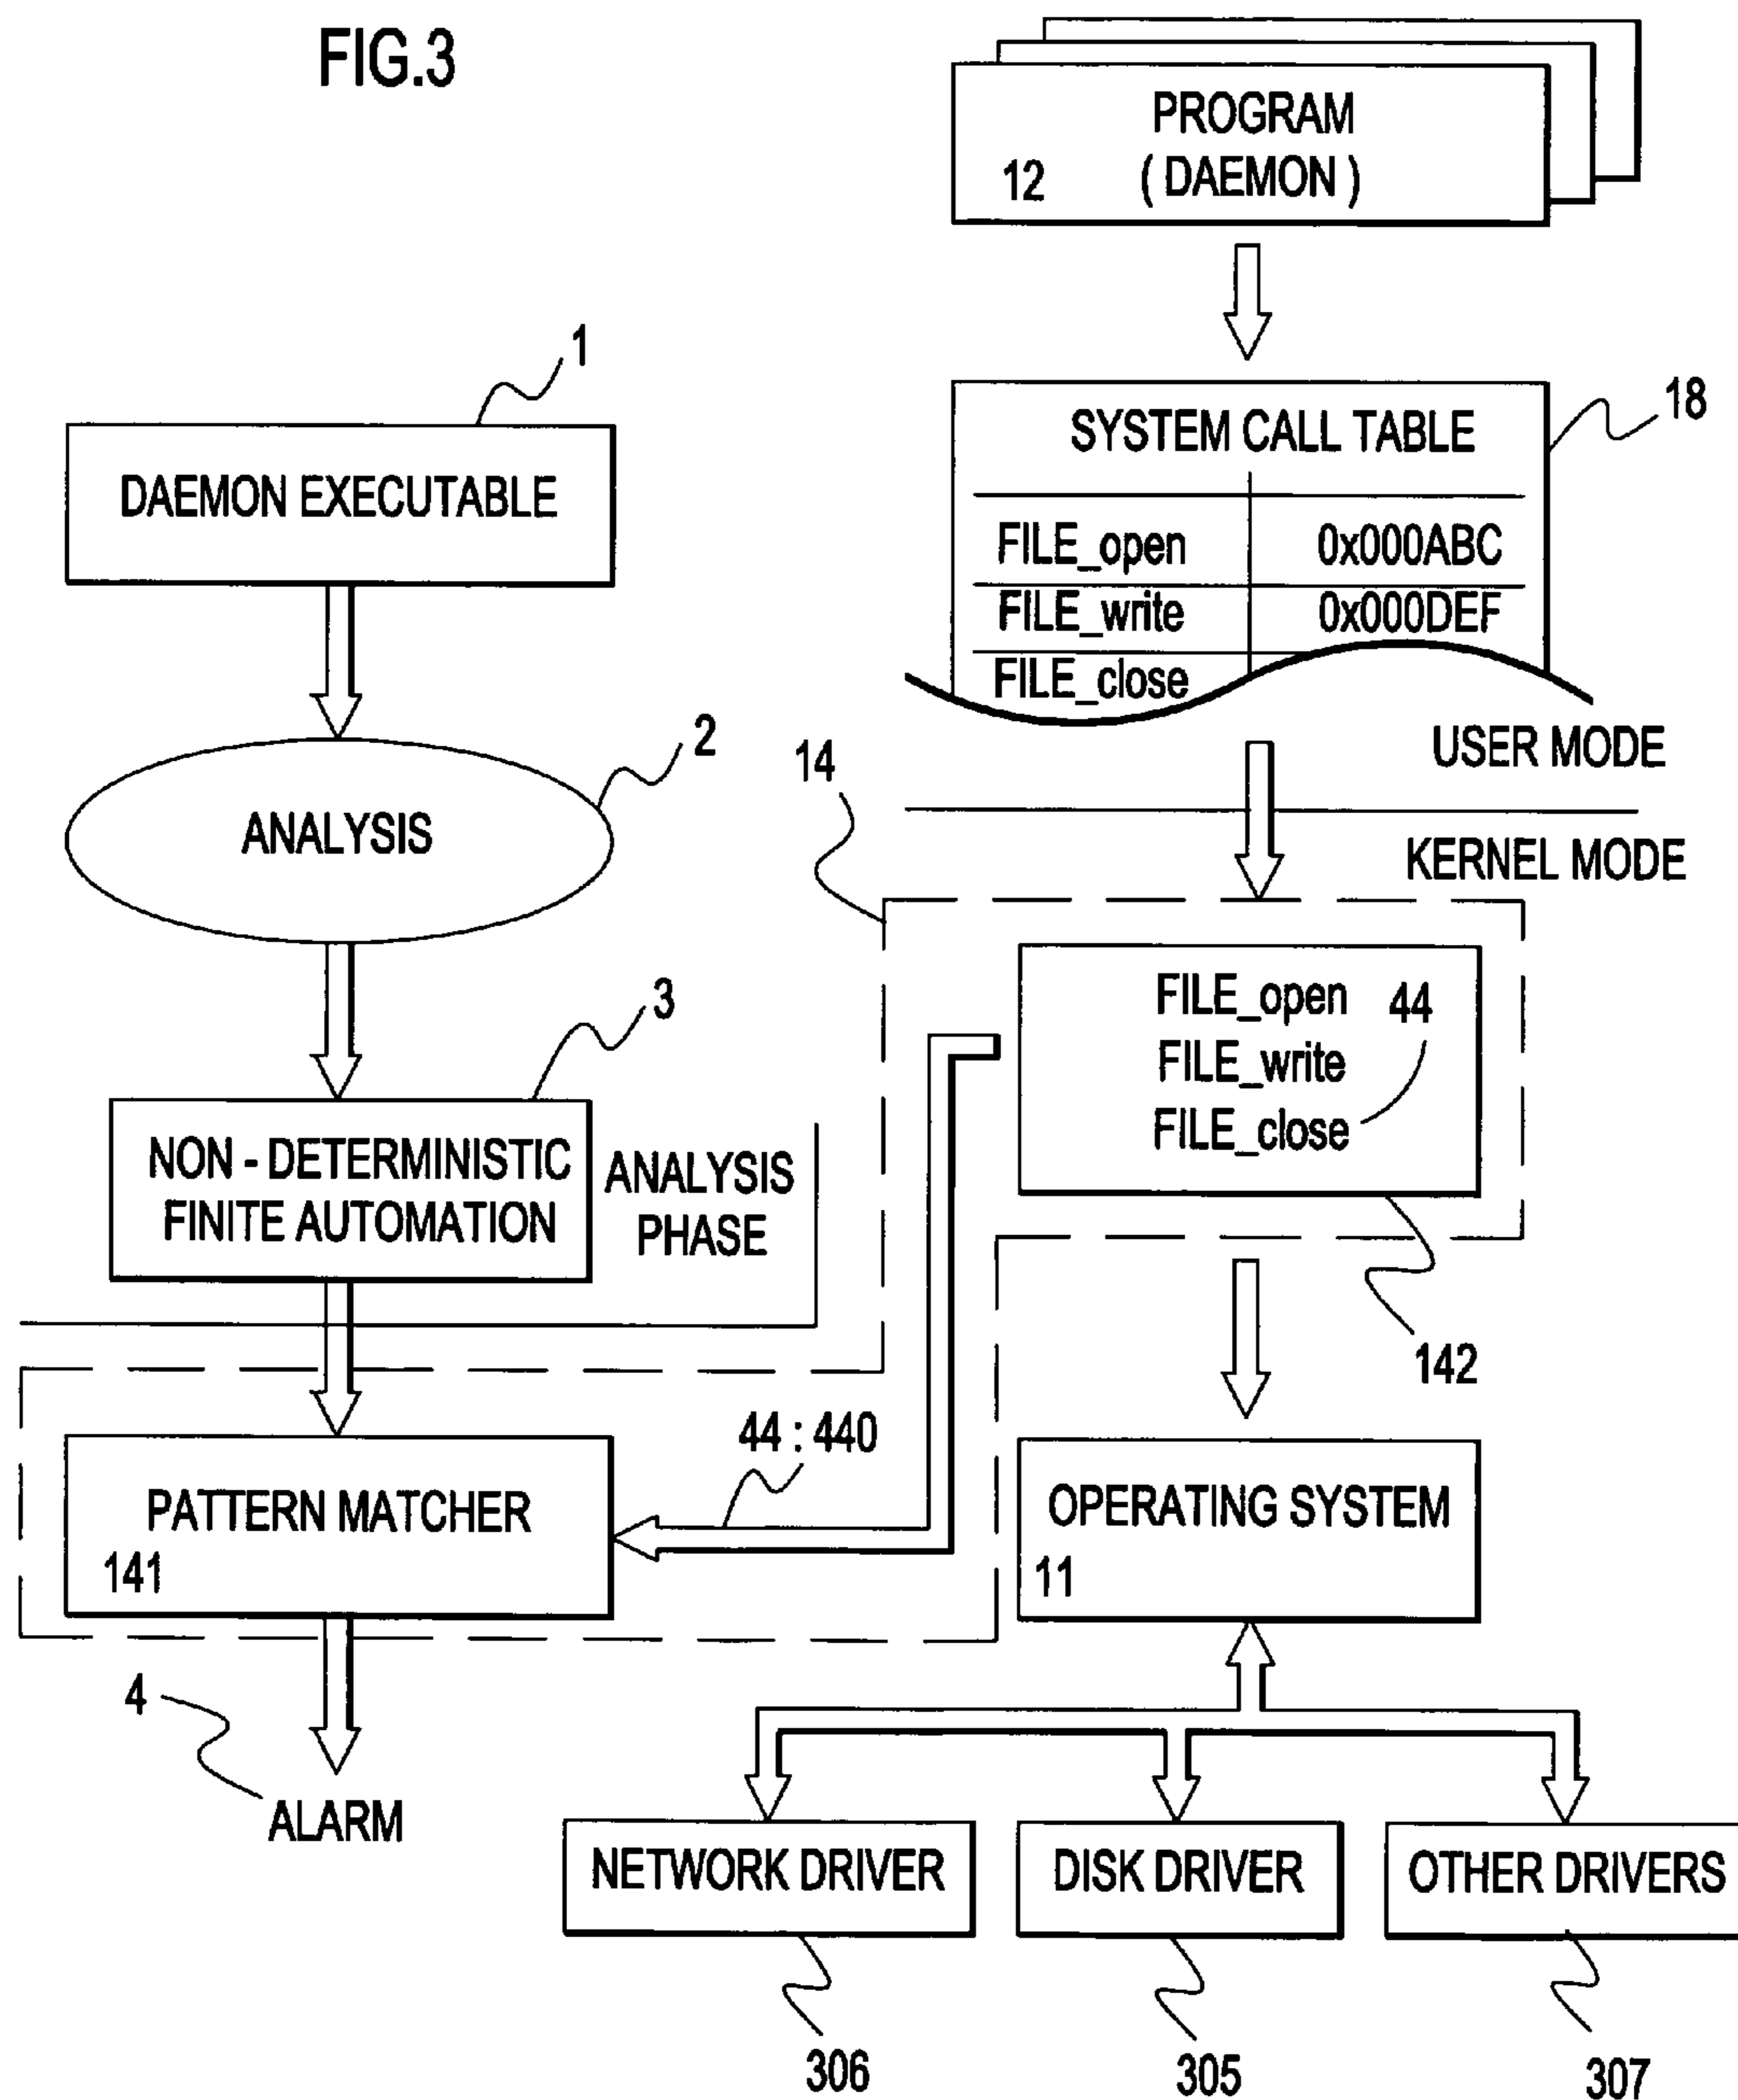 FIG.3
PROGRAM
12 ( DAEMON )
1
DAEMON EXECUTABLE
18
SYSTEM CALL TABLE
FILE_open 0x000ABC
FILE_write 0x000DEF
FILE_close
2
ANALYSIS
14
USER MODE
KERNEL MODE
3
NON - DETERMINISTIC
FINITE AUTOMATION
ANALYSIS
PHASE
FILE_open 44
FILE_write
FILE_close
142
44 : 440
PATTERN MATCHER
141
OPERATING SYSTEM
11
4
ALARM
NETWORK DRIVER
DISK DRIVER
OTHER DRIVERS
306
305
307